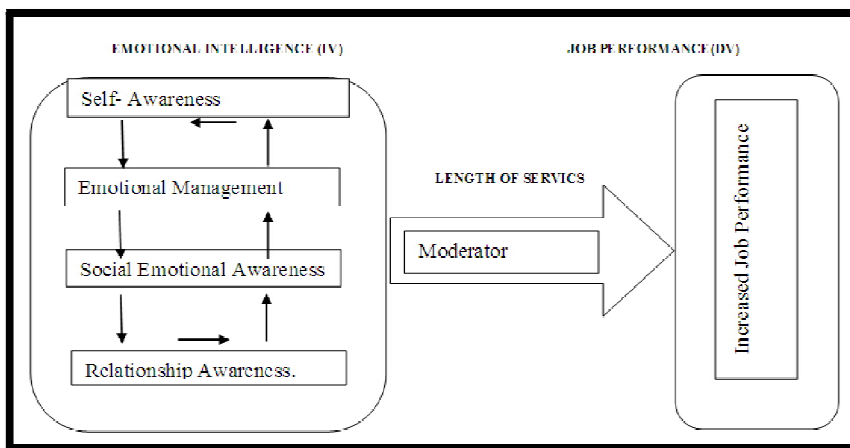 EMOTIONAL INTELLIGENCE (IV)
JOB PERFORMANCE(DV)
Self- Awareness
Emotional Management
Social Emotional Awareness
Relationship Awareness.
LENGTH OF SERVICS
Moderator
Increased Job Performance